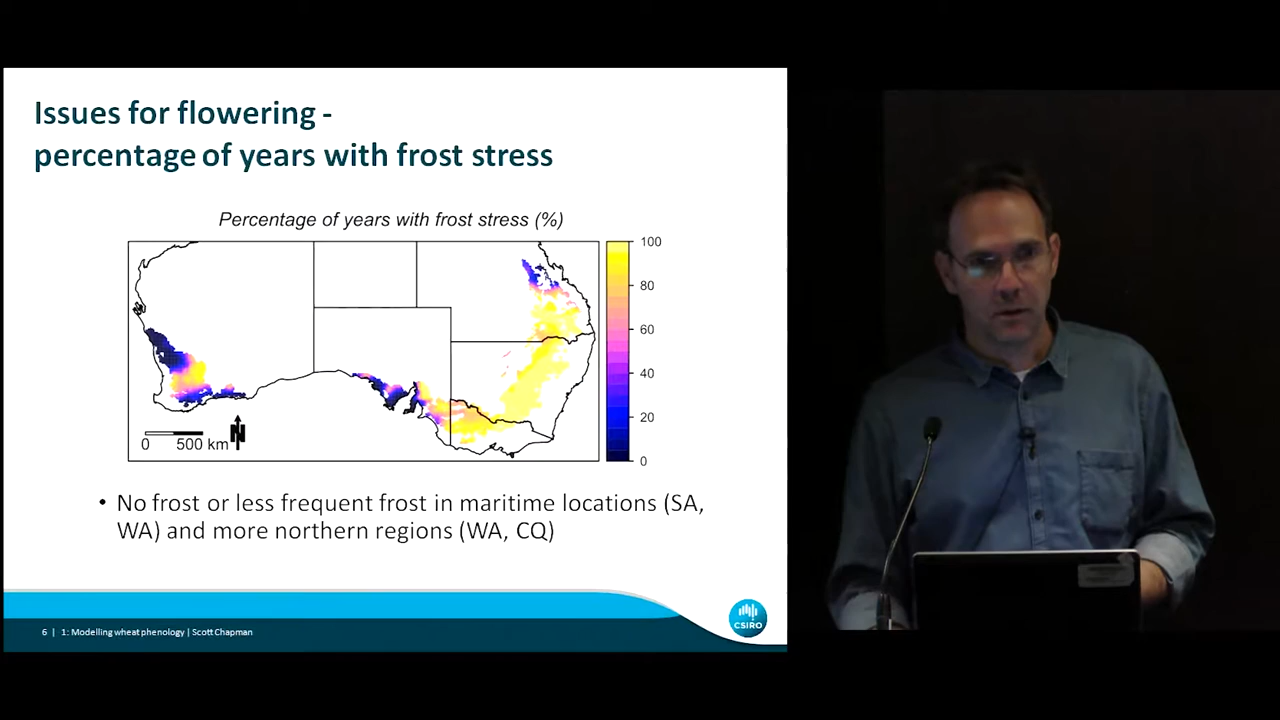 Issues for flowering -
percentage of years with frost stress
Percentage of years with frost stress (%)
100
80
60
40
20
0
0 500 km
N
• No frost or less frequent frost in maritime locations (SA,
WA) and more northern regions (WA, CQ)
6 | 1: Modelling wheat phenology | Scott Chapman
CSIRO